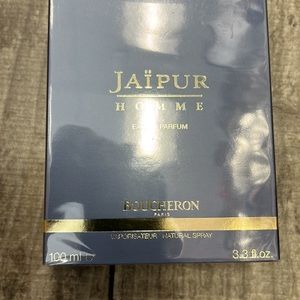 JAÏPUR
HOMME
EAU DE PARFUM
BOUCHERON
PARIS
VAPORISATEUR NATURAL SPRAY
100 ml ℮ 3.3 fl.oz.